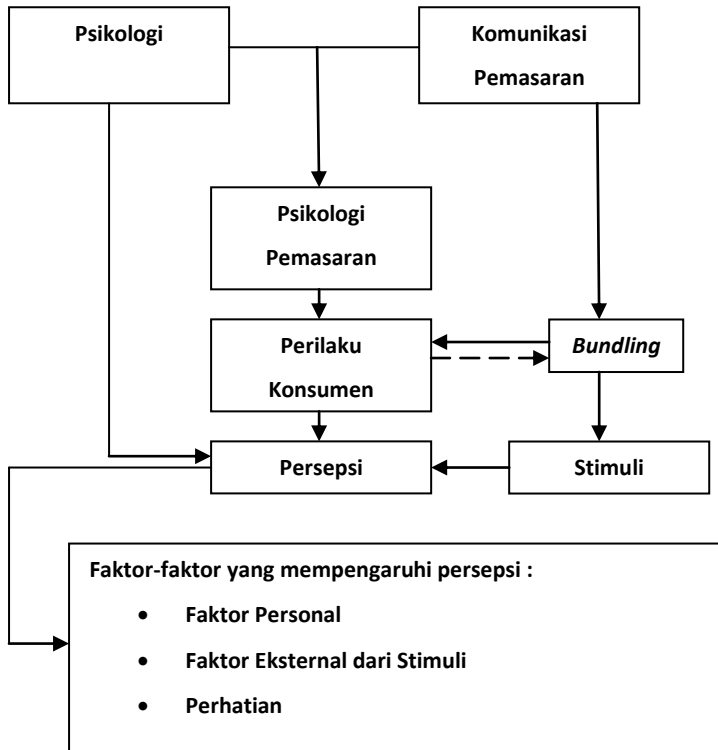 Psikologi
Komunikasi
Pemasaran
Psikologi
Pemasaran
Perilaku
Konsumen
Bundling
Persepsi
Stimuli
Faktor-faktor yang mempengaruhi persepsi :
• Faktor Personal
• Faktor Eksternal dari Stimuli
• Perhatian